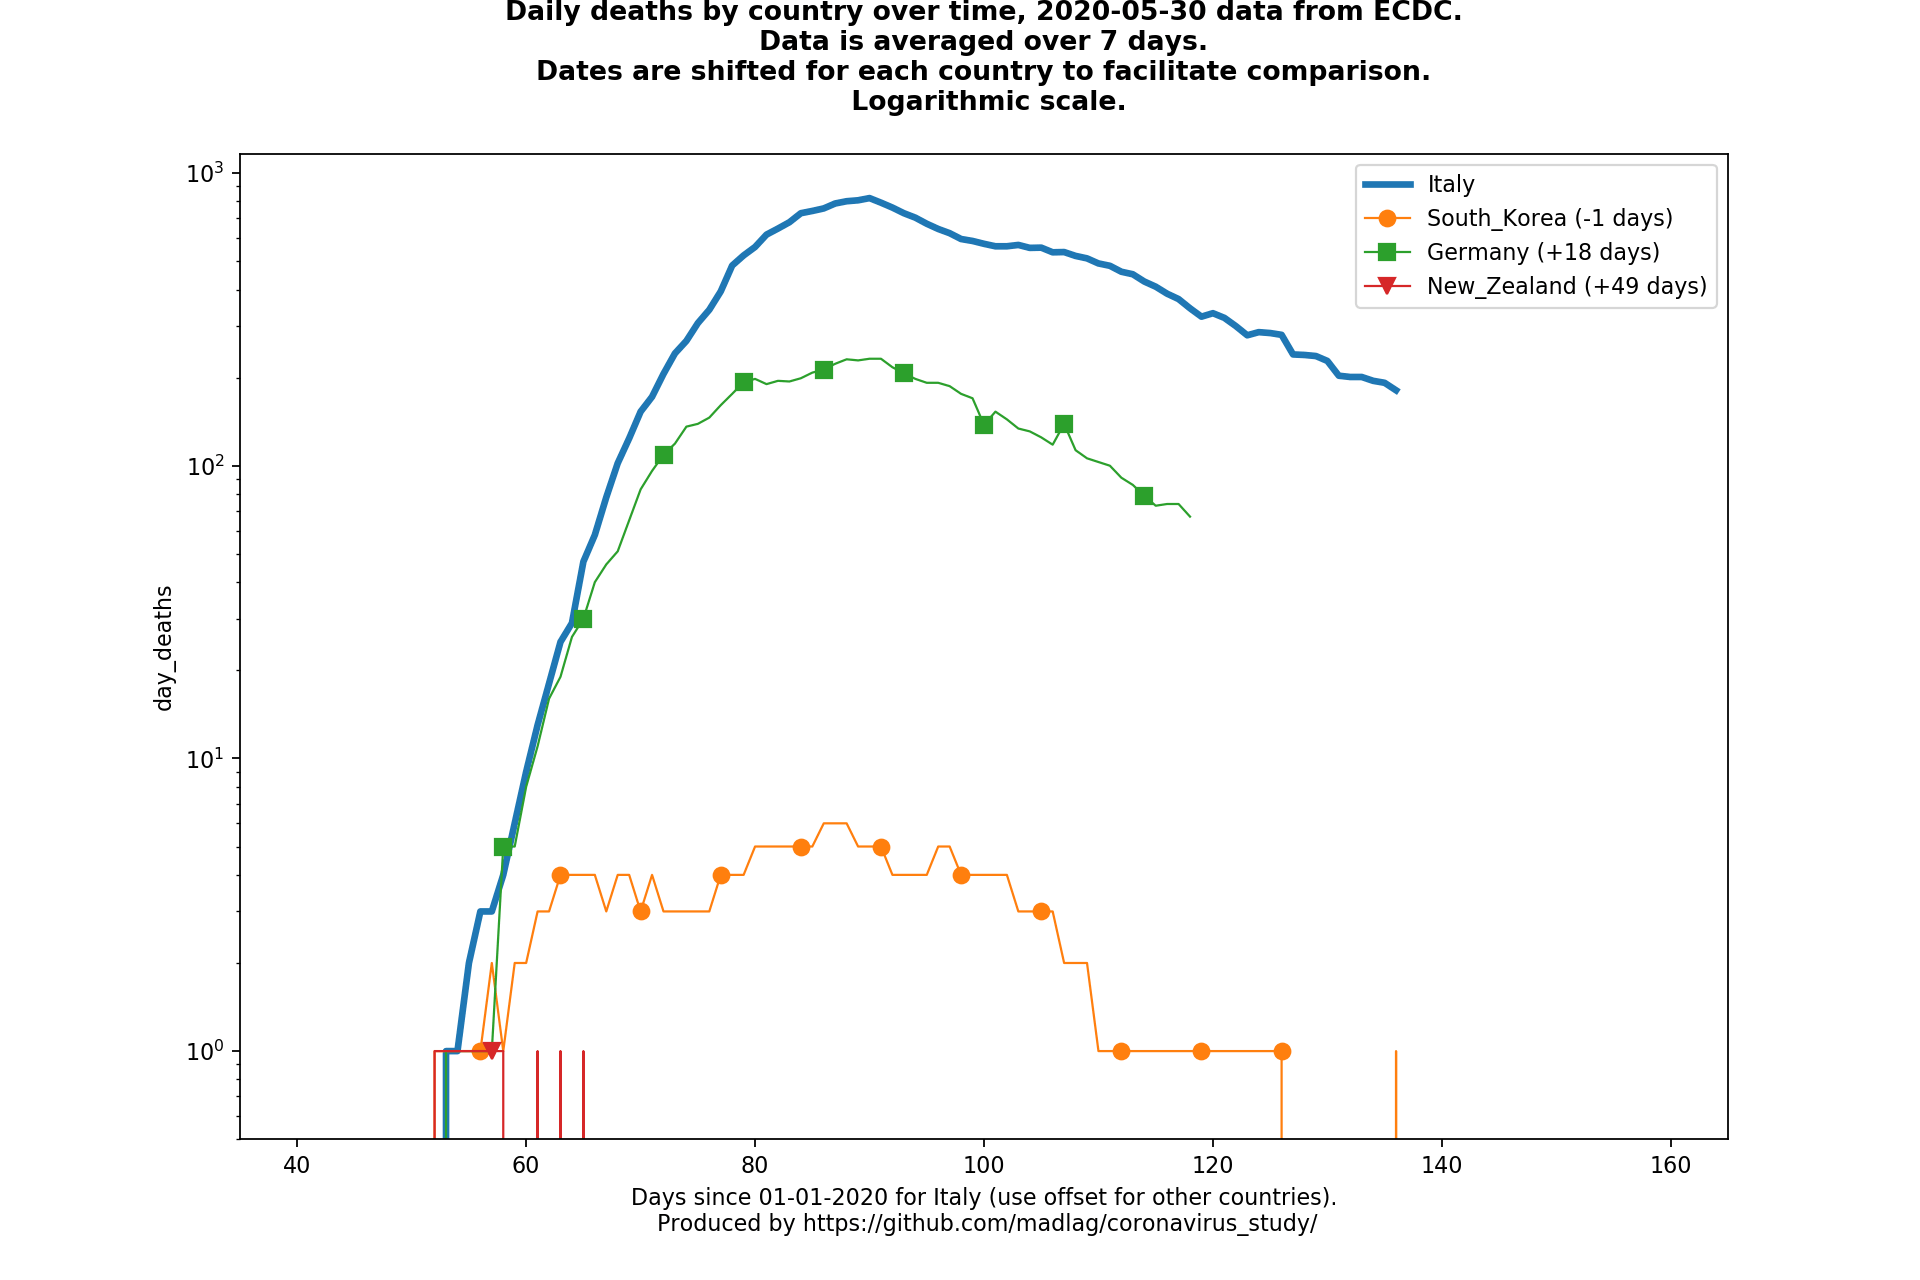 Daily deaths by country over time, 2020-05-30 data from ECDC.
Data is averaged over 7 days.
Dates are shifted for each country to facilitate comparison.
Logarithmic scale.
10³
10²
10¹
10⁰
day_deaths
Italy
South_Korea (-1 days)
Germany (+18 days)
New_Zealand (+49 days)
40 60 80 100 120 140 160
Days since 01-01-2020 for Italy (use offset for other countries).
Produced by https://github.com/madlag/coronavirus_study/